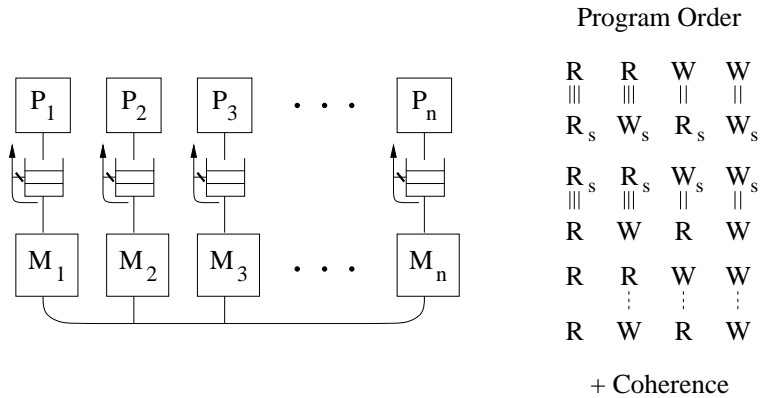 Program Order
P1 P2 P3 . . . Pn
M1 M2 M3 . . . Mn
R R W W
Rs Ws Rs Ws
Rs Rs Ws Ws
R W R W
R R W W
R W R W
+ Coherence